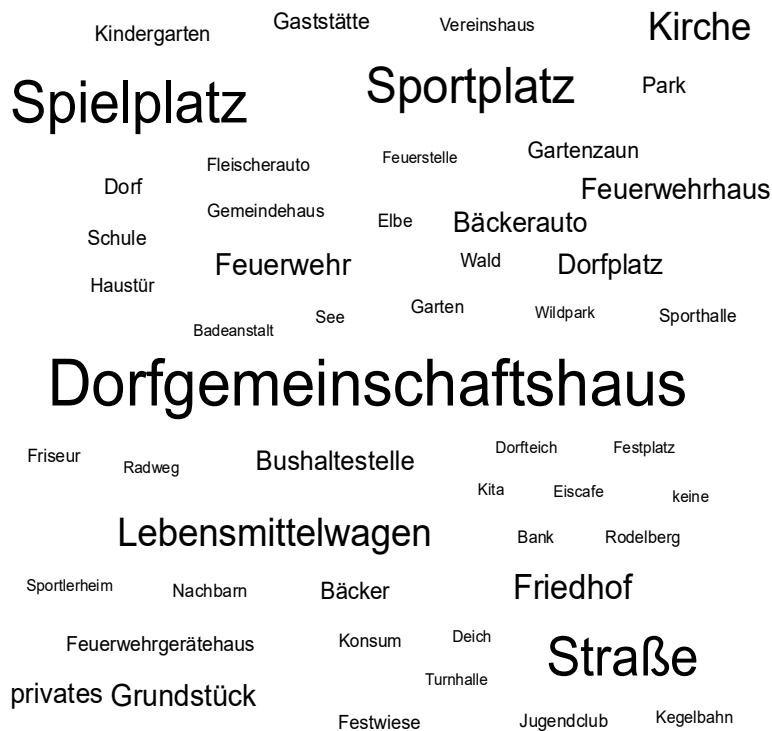 Kindergarten
Gaststätte
Vereinshaus
Kirche
Spielplatz
Sportplatz
Park
Fleischerauto
Feuerstelle
Gartenzaun
Dorf
Feuerwehrhaus
Gemeindehaus
Elbe
Bäckerauto
Schule
Feuerwehr
Wald
Dorfplatz
Haustür
Badeanstalt
See
Garten
Wildpark
Sporthalle
Dorfgemeinschaftshaus
Friseur
Radweg
Bushaltestelle
Dorfteich
Festplatz
Kita
Eiscafe
keine
Lebensmittelwagen
Bank
Rodelberg
Sportlerheim
Nachbarn
Bäcker
Friedhof
Feuerwehrgerätehaus
Konsum
Deich
Straße
Turnhalle
privates Grundstück
Festwiese
Jugendclub
Kegelbahn